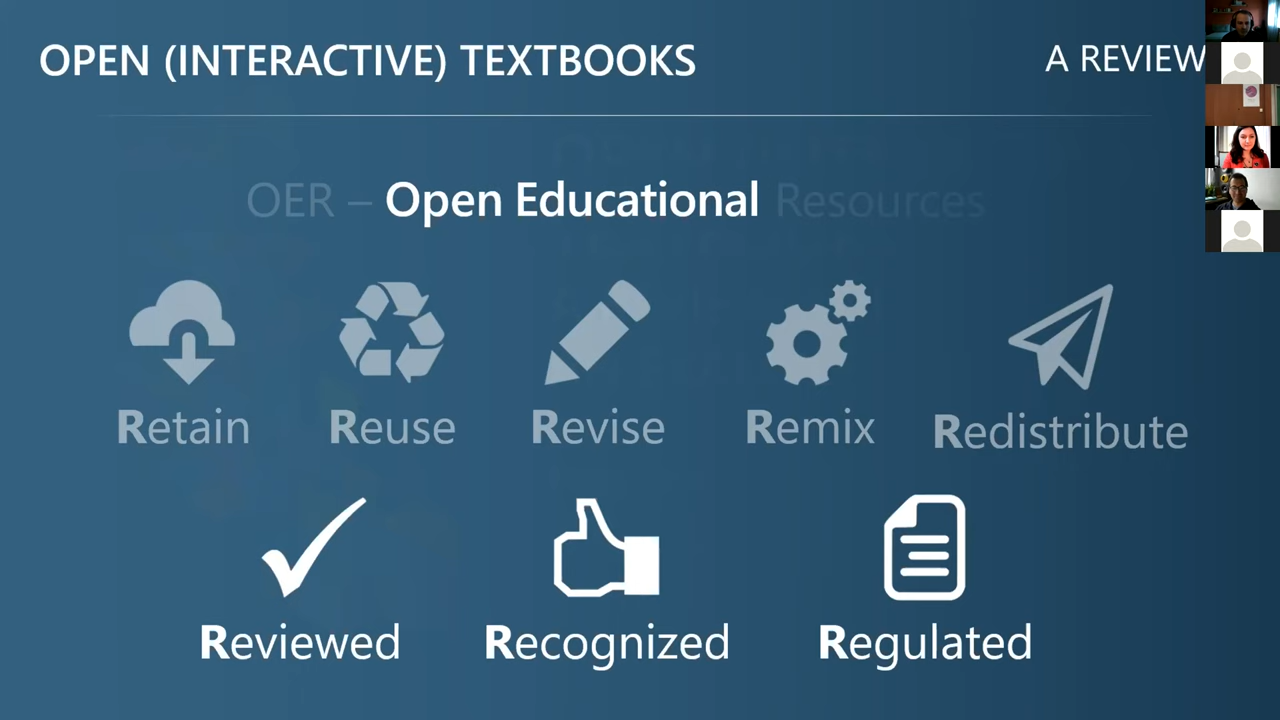 OPEN (INTERACTIVE) TEXTBOOKS
A REVIEW
OER – Open Educational Resources
Retain Reuse Revise Remix Redistribute
Reviewed Recognized Regulated